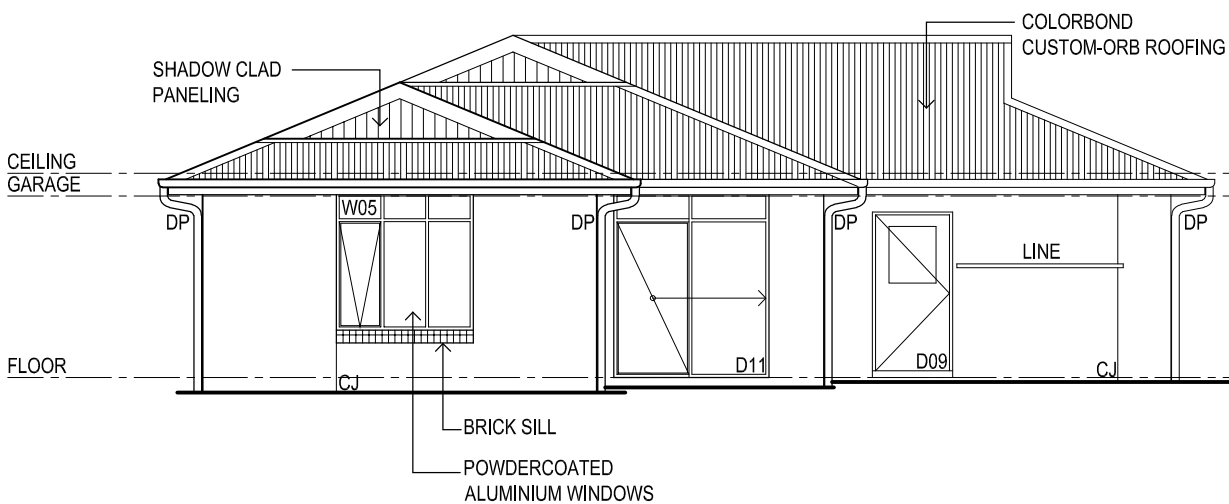 COLORBOND
CUSTOM-ORB ROOFING
SHADOW CLAD
PANELING
CEILING
GARAGE
W05
DP
DP
DP
DP
LINE
FLOOR
CJ
D11
D09
CJ
BRICK SILL
POWDERCOATED
ALUMINIUM WINDOWS